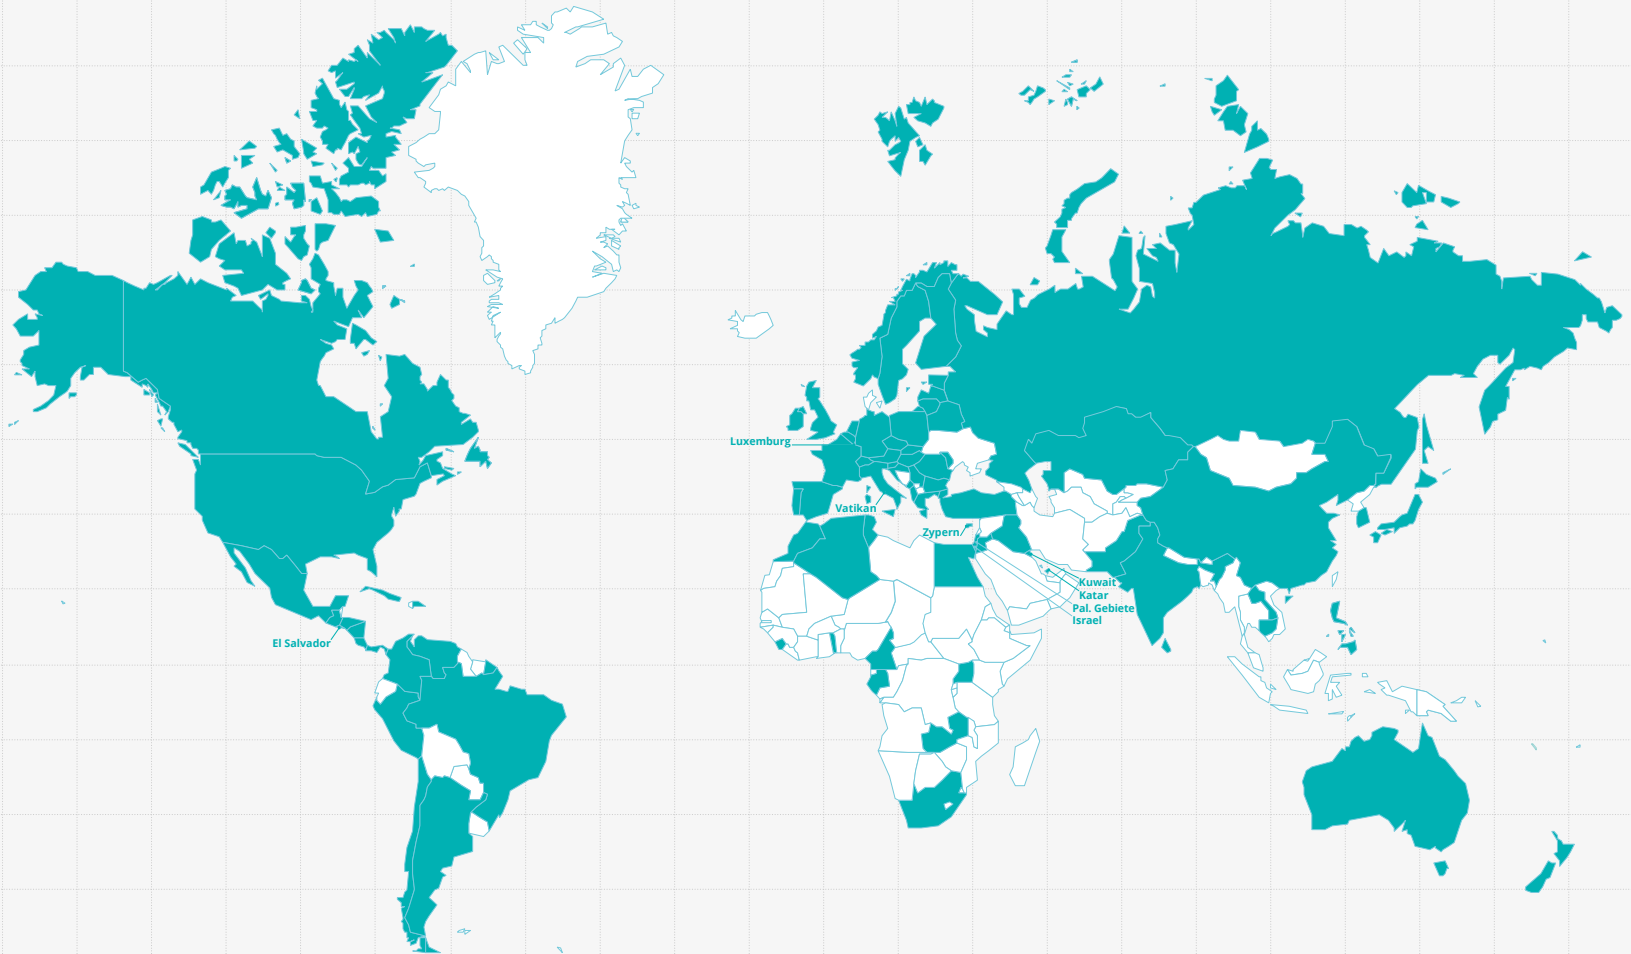 Luxemburg
Vatikan
Zypern
Kuwait
Katar
Pal. Gebiete
Israel
El Salvador